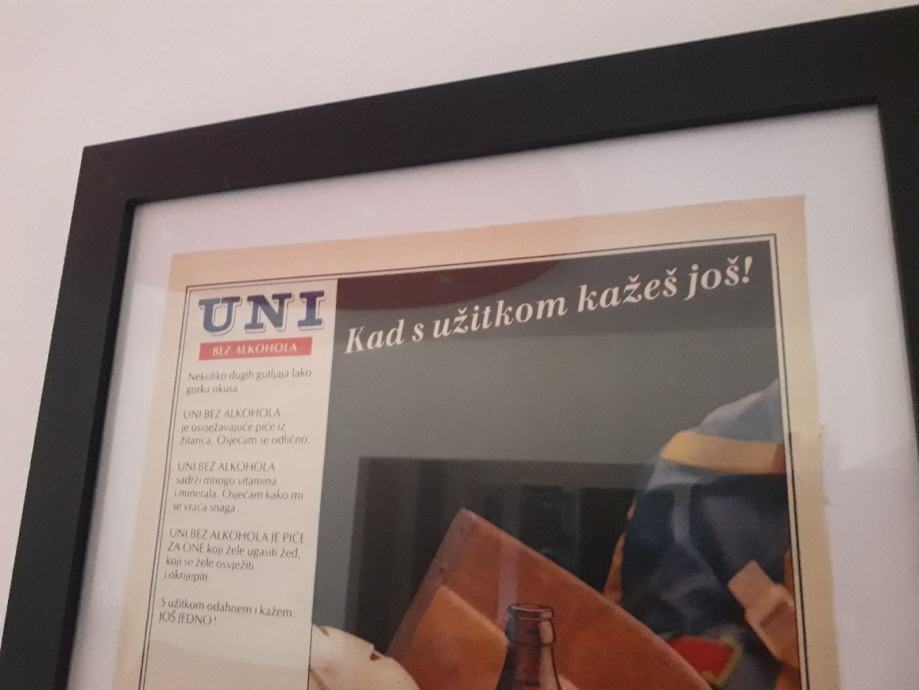 UNI
BEZ ALKOHOLA
Kad s užitkom kažeš još!
Nekoliko dugih gutljaja lako
gorka okusa
UNI BEZ ALKOHOLA
je osvježavajuće piće iz
žitarica. Osjećam se odlično.
UNI BEZ ALKOHOLA
sadrži mnogo vitamina
i minerala. Osjećam kako mi
se vraća snaga.
UNI BEZ ALKOHOLA JE PIĆE
ZA ONE koji žele ugasiti žeđ,
koji se žele osvježiti
i okrijepiti.
S užitkom odahnem i kažem:
JOŠ JEDNO!